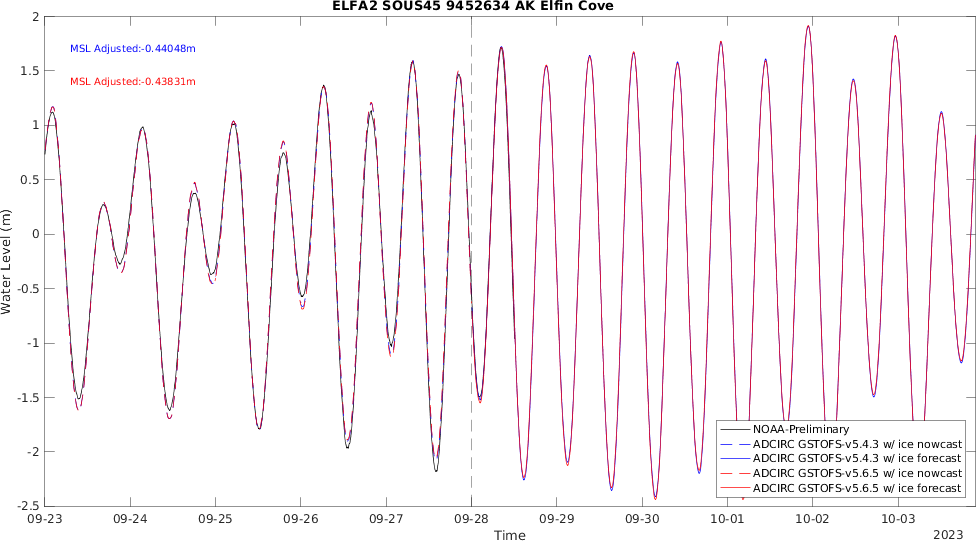 ELFA2 SOUS45 9452634 AK Elfin Cove
MSL Adjusted:-0.44048m
MSL Adjusted:-0.43831m
Water Level (m)
2
1.5
1
0.5
0
-0.5
-1
-1.5
-2
-2.5
NOAA-Preliminary
ADCIRC GSTOFS-v5.4.3 w/ ice nowcast
ADCIRC GSTOFS-v5.4.3 w/ ice forecast
ADCIRC GSTOFS-v5.6.5 w/ ice nowcast
ADCIRC GSTOFS-v5.6.5 w/ ice forecast
09-23 09-24 09-25 09-26 09-27 09-28 09-29 09-30 10-01 10-02 10-03
Time
2023